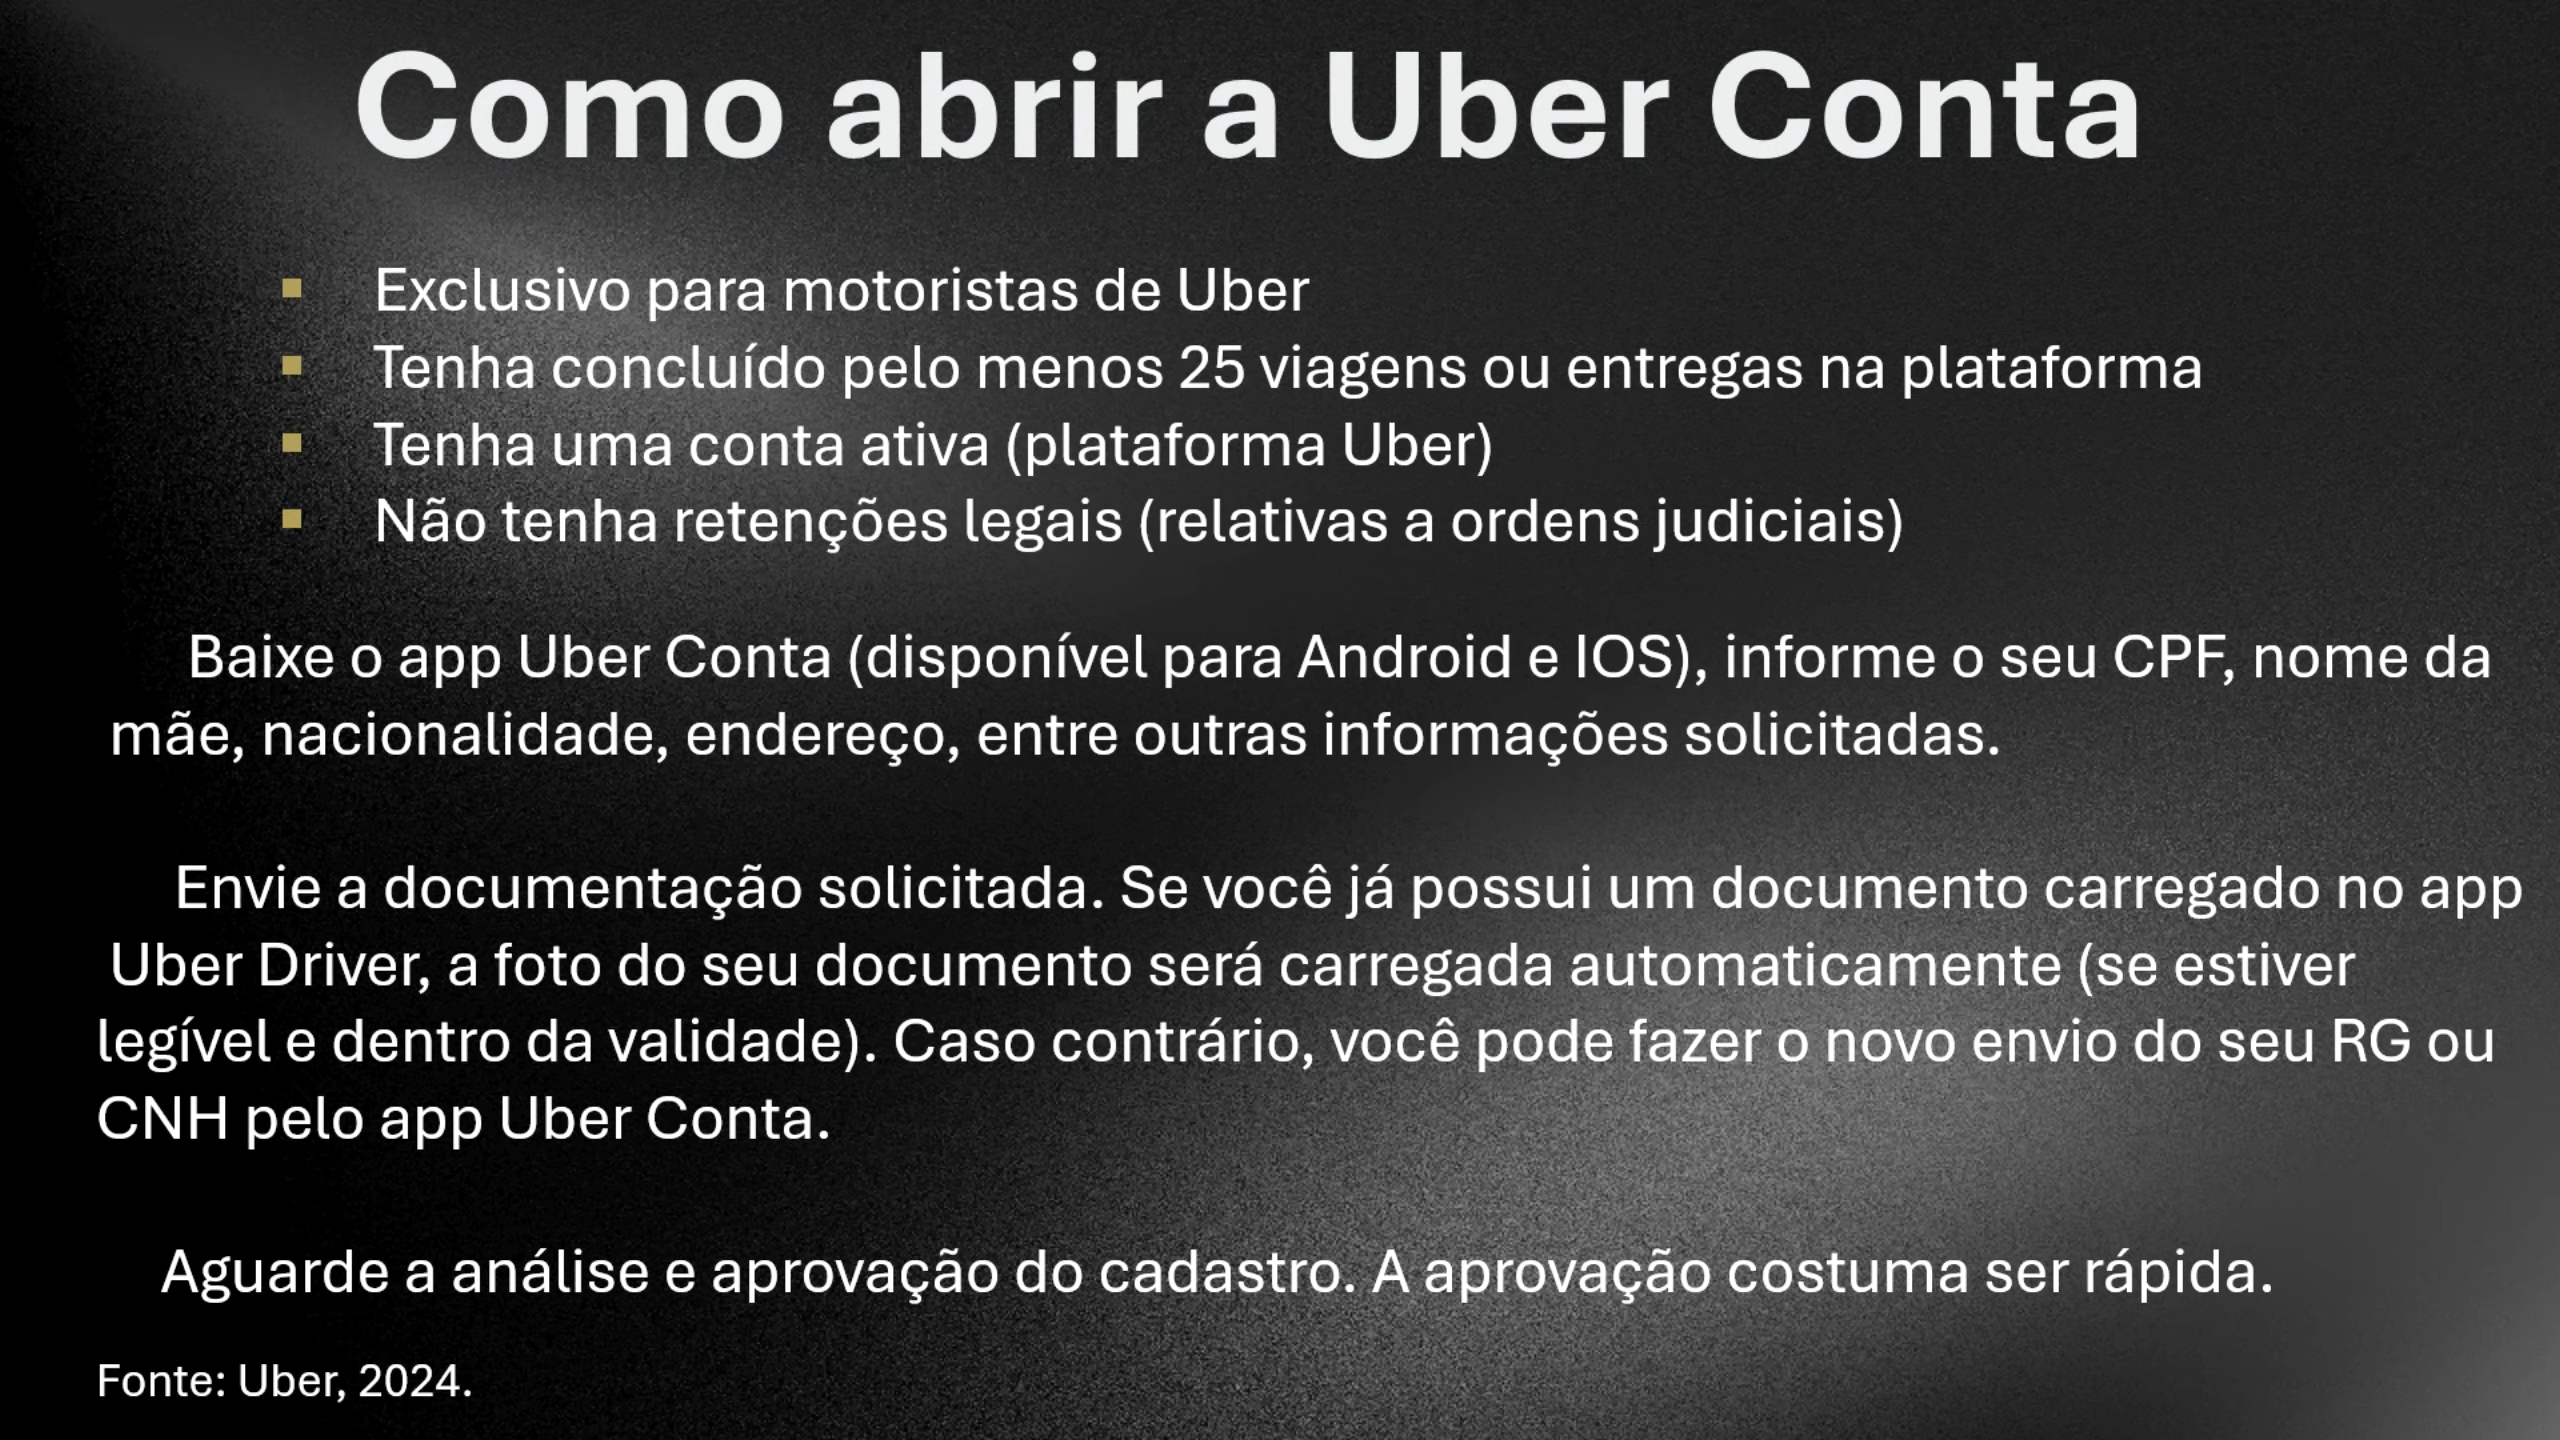 Como abrir a Uber Conta
▪ Exclusivo para motoristas de Uber
▪ Tenha concluído pelo menos 25 viagens ou entregas na plataforma
▪ Tenha uma conta ativa (plataforma Uber)
▪ Não tenha retenções legais (relativas a ordens judiciais)
Baixe o app Uber Conta (disponível para Android e IOS), informe o seu CPF, nome da
mãe, nacionalidade, endereço, entre outras informações solicitadas.
Envie a documentação solicitada. Se você já possui um documento carregado no app
Uber Driver, a foto do seu documento será carregada automaticamente (se estiver
legível e dentro da validade). Caso contrário, você pode fazer o novo envio do seu RG ou
CNH pelo app Uber Conta.
Aguarde a análise e aprovação do cadastro. A aprovação costuma ser rápida.
Fonte: Uber, 2024.